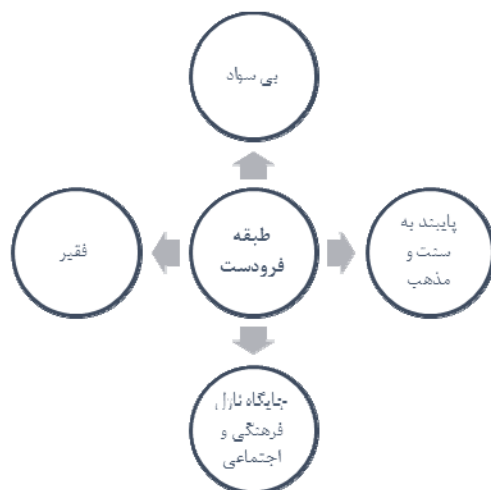 بی سواد
طبقه
فرودست
پایبند به
سنت و
مذهب
فقیر
جایگاه نازل
فرهنگی و
اجتماعی